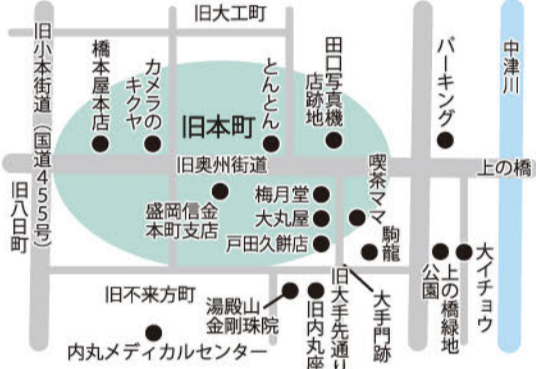 旧大工町
旧小本街道（国道455号）
橋本屋本店
カメラの
キクヤ
とんとん
田口写真機
店跡地
パーキング
中津川
旧本町
旧奥州街道
上の橋
旧八日町
盛岡信金
本町支店
梅月堂
大丸屋
戸田久餅店
喫茶ママ
駒龍
大イチョウ
上の橋緑地
公園
旧不来方町
湯殿山
金剛珠院
旧内丸座
旧大手先通り
大手門跡
内丸メディカルセンター